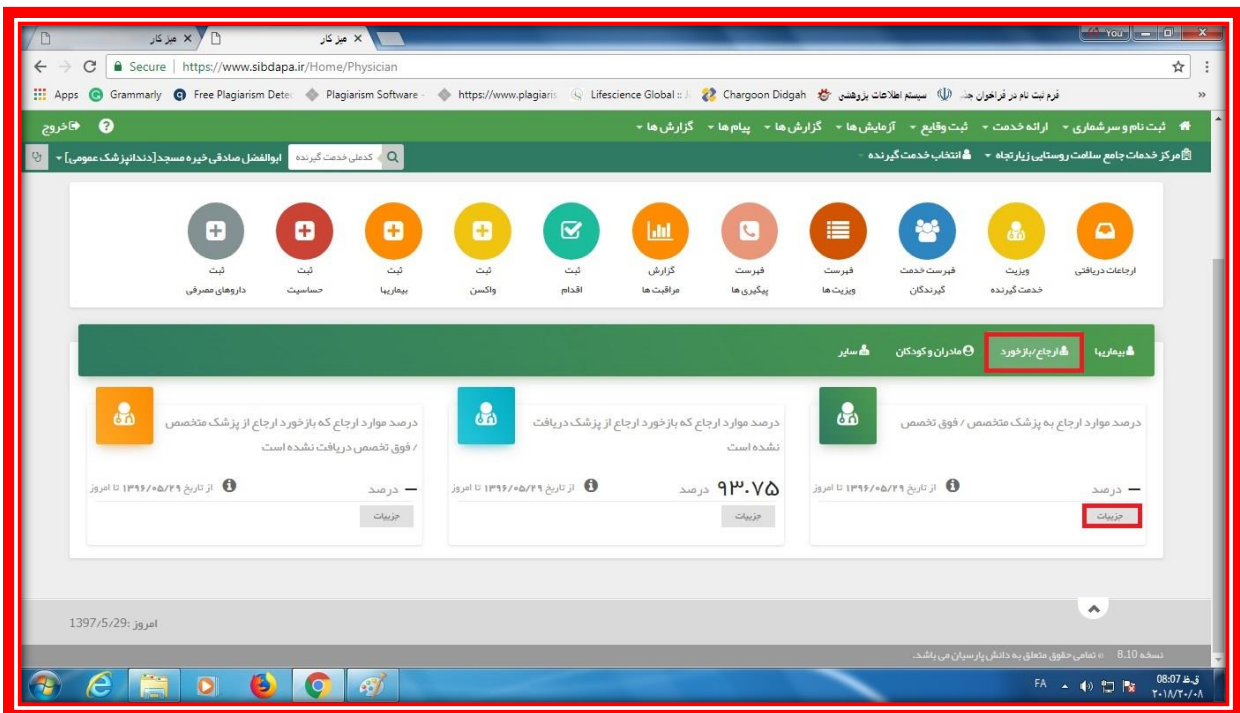 میز کار
میز کار
You
Secure | https://www.sibdapa.ir/Home/Physician
Apps Grammarly Free Plagiarism Detec Plagiarism Software - https://www.plagiaris Lifescience Global :: J Chargoon Didgah سیستم اطلاعات پژوهشی فرم ثبت نام در فراخوان جذ
ثبت نام و سرشماری ارائه خدمت ثبت وقایع آزمایش ها گزارش ها پیام ها گزارش ها خروج
مرکز خدمات جامع سلامت روستایی زیارتجاه انتخاب خدمت گیرنده کدملی خدمت گیرنده ابوالفضل صادقی خیره مسجد[دندانپزشک عمومی]
ارجاعات دریافتی
ویزیت
خدمت گیرنده
فهرست خدمت
گیرندگان
فهرست
ویزیت ها
فهرست
پیگیری ها
گزارش
مراقبت ها
ثبت
اقدام
ثبت
واکسن
ثبت
بیماریها
ثبت
حساسیت
ثبت
داروهای مصرفی
بیماریها ارجاع/بازخورد مادران و کودکان سایر
درصد موارد ارجاع به پزشک متخصص / فوق تخصص
— درصد از تاریخ ۱۳۹۶/۰۵/۲۹ تا امروز
جزییات
درصد موارد ارجاع که بازخورد ارجاع از پزشک دریافت
نشده است
۹۳.۷۵ درصد از تاریخ ۱۳۹۶/۰۵/۲۹ تا امروز
جزییات
درصد موارد ارجاع که بازخورد ارجاع از پزشک متخصص
/ فوق تخصص دریافت نشده است
— درصد از تاریخ ۱۳۹۶/۰۵/۲۹ تا امروز
جزییات
امروز :1397/5/29
نسخه 8.10 © تمامی حقوق متعلق به دانش پارسیان می باشد.
FA
08:07 ق.ظ
۲۰۱۸/۲۰/۰۸